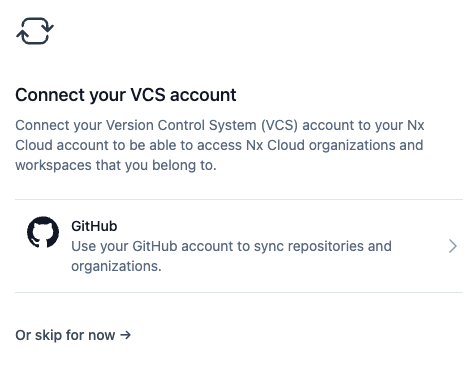 Connect your VCS account
Connect your Version Control System (VCS) account to your Nx
Cloud account to be able to access Nx Cloud organizations and
workspaces that you belong to.
GitHub
Use your GitHub account to sync repositories and
organizations.
Or skip for now →